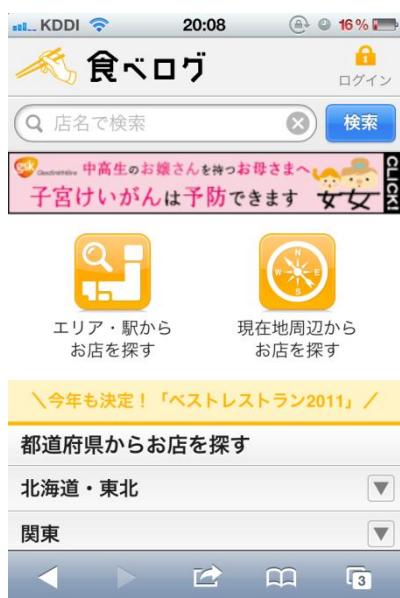 KDDI 20:08 16%
食べログ
ログイン
店名で検索 検索
gsk GlaxoSmithKline 中高生のお嬢さんを持つお母さまへ
子宮けいがんは予防できます
CLICK!
N
W E
S
エリア・駅から
お店を探す
現在地周辺から
お店を探す
＼今年も決定！「ベストレストラン2011」／
都道府県からお店を探す
北海道・東北
関東
3